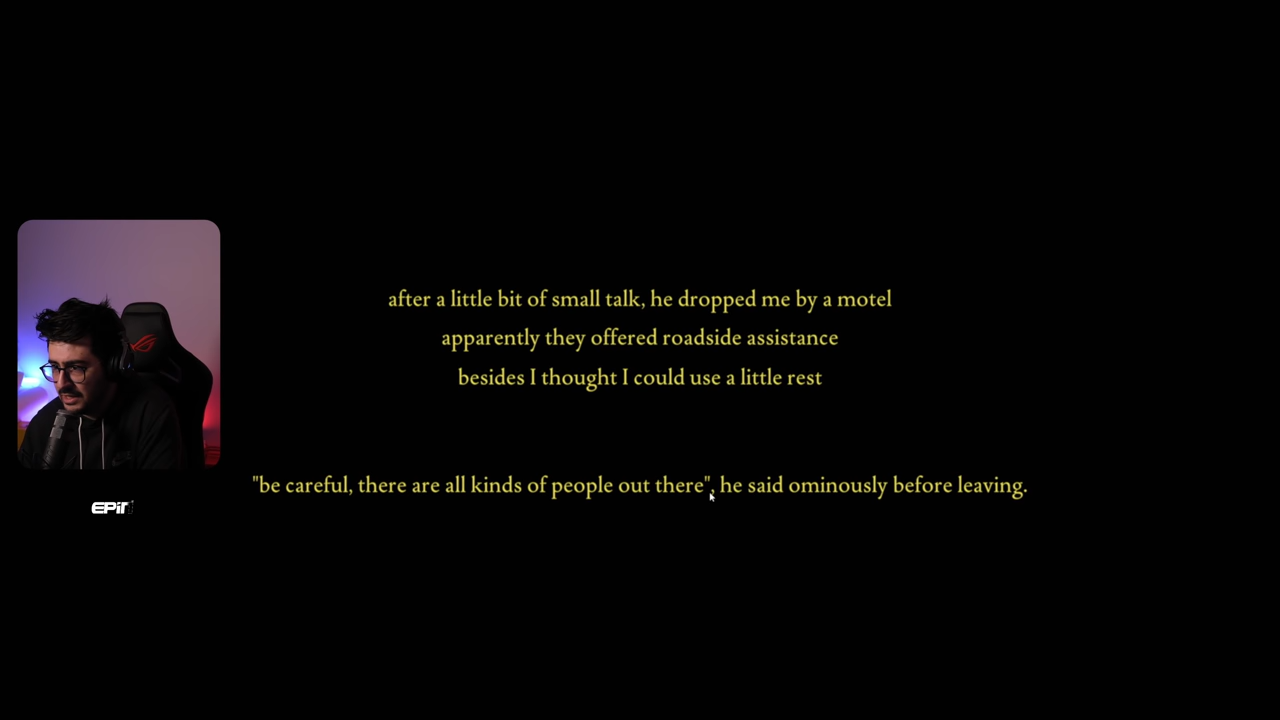 after a little bit of small talk, he dropped me by a motel
apparently they offered roadside assistance
besides I thought I could use a little rest
"be careful, there are all kinds of people out there", he said ominously before leaving.